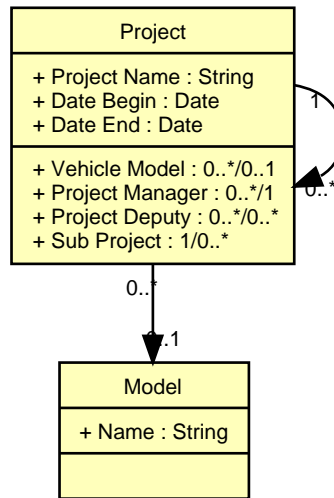 Project
+ Project Name : String
+ Date Begin : Date
+ Date End : Date
1
+ Vehicle Model : 0..*/0..1
+ Project Manager : 0..*/1
+ Project Deputy : 0..*/0..*
+ Sub Project : 1/0..*
0..*
0..*
0..1
Model
+ Name : String